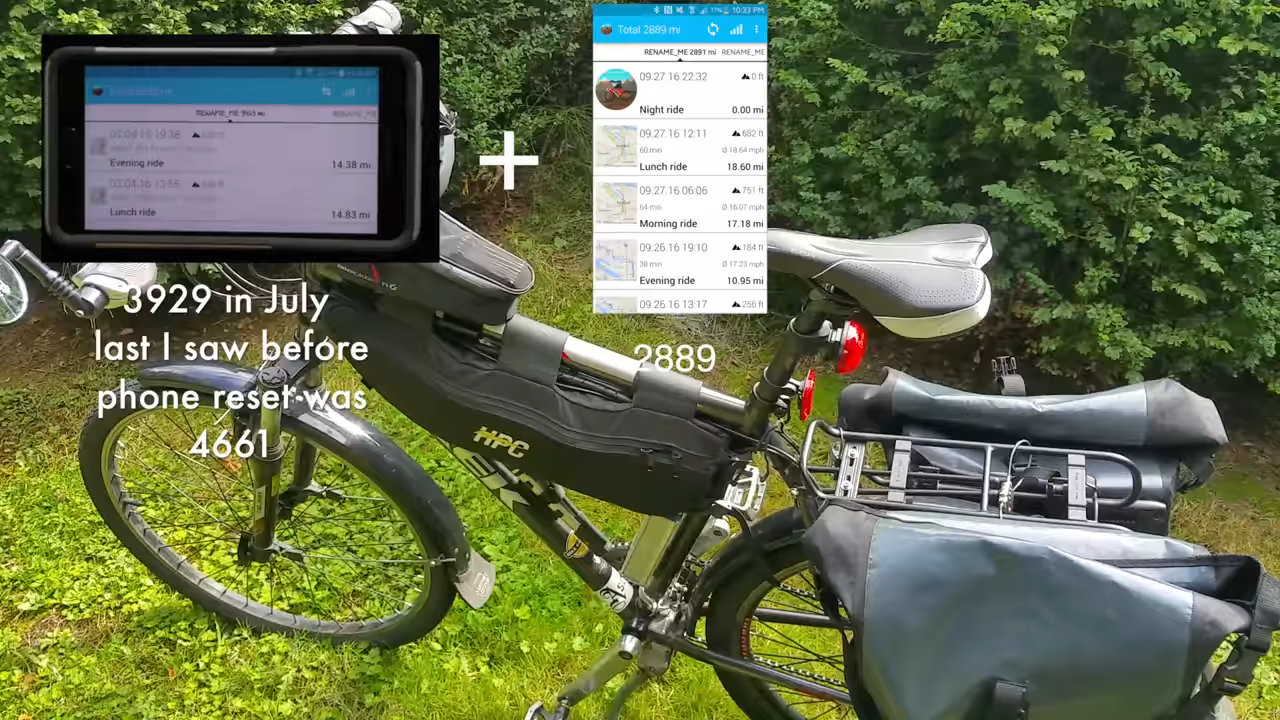 Evening ride
14.38 mi
Lunch ride
14.83 mi
3929 in July
last I saw before
phone reset was
4661
+
77% 10:33 PM
Total 2889 mi
RENAME_ME 2891 mi RENAME_ME
09.27.16 22:32 0 ft
Night ride 0.00 mi
09.27.16 12:11 682 ft
60 min Ø 18.64 mph
Lunch ride 18.60 mi
09.27.16 06:06 751 ft
64 min Ø 16.07 mph
Morning ride 17.18 mi
09.26.16 19:10 184 ft
38 min Ø 17.23 mph
Evening ride 10.95 mi
09.26.16 13:17 256 ft
2889
HPC